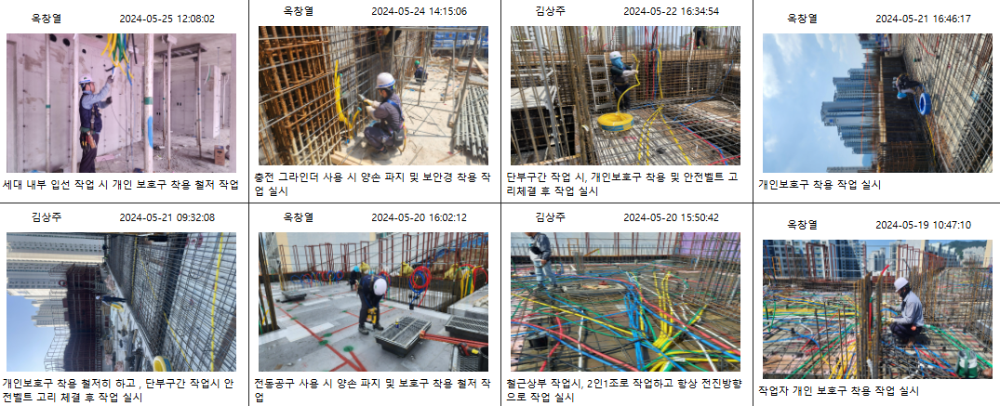 옥창열 2024-05-25 12:08:02
세대 내부 입선 작업 시 개인 보호구 착용 철저 작업
옥창열 2024-05-24 14:15:06
충전 그라인더 사용 시 양손 파지 및 보안경 착용 작
업 실시
김상주 2024-05-22 16:34:54
단부구간 작업 시, 개인보호구 착용 및 안전벨트 고
리체결 후 작업 실시
옥창열 2024-05-21 16:46:17
개인보호구 착용 작업 실시
김상주 2024-05-21 09:32:08
개인보호구 착용 철저히 하고 , 단부구간 작업시 안
전벨트 고리 체결 후 작업 실시
옥창열 2024-05-20 16:02:12
전동공구 사용 시 양손 파지 및 보호구 착용 철저 작
업
김상주 2024-05-20 15:50:42
철근상부 작업시, 2인1조로 작업하고 항상 전진방향
으로 작업 실시
옥창열 2024-05-19 10:47:10
작업자 개인 보호구 착용 작업 실시